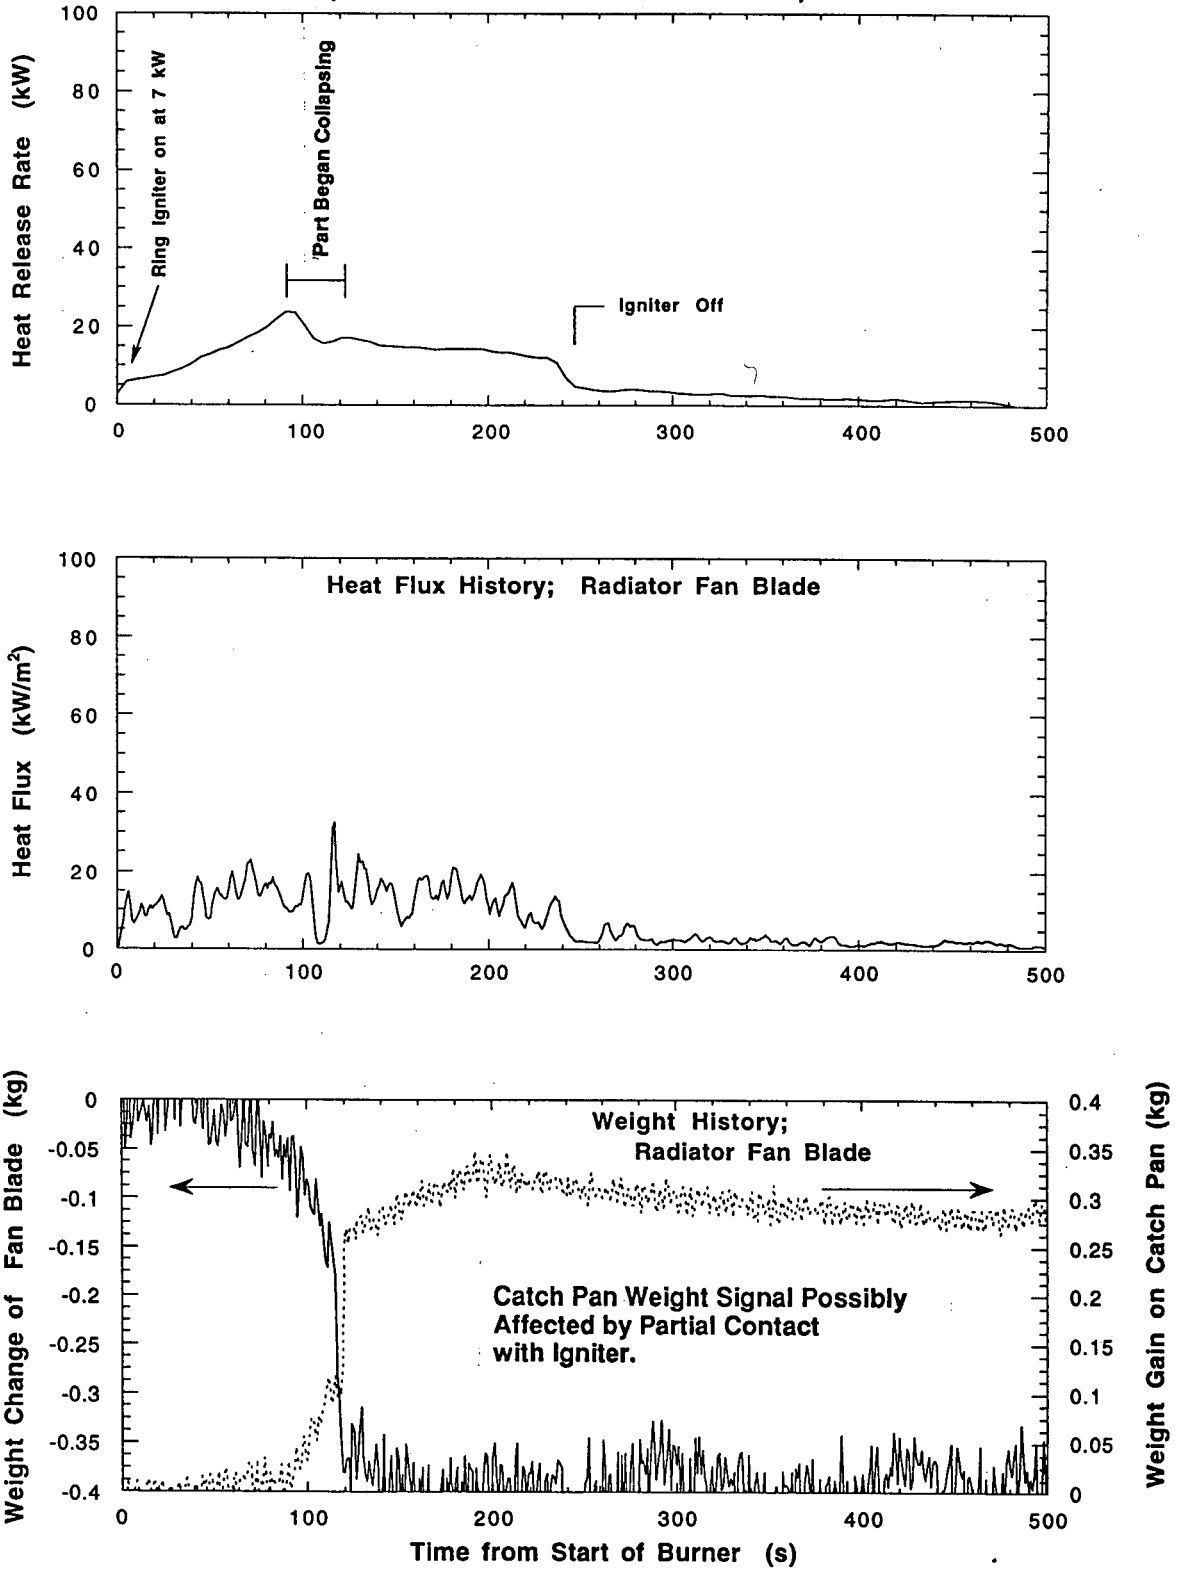 100
80
60
40
20
0
Heat Release Rate (kW)
Ring Igniter on at 7 kW
Part Began Collapsing
Igniter Off
0 100 200 300 400 500
100
80
60
40
20
0
Heat Flux (kW/m²)
Heat Flux History; Radiator Fan Blade
0 100 200 300 400 500
0
-0.05
-0.1
-0.15
-0.2
-0.25
-0.3
-0.35
-0.4
Weight Change of Fan Blade (kg)
Weight History;
Radiator Fan Blade
Catch Pan Weight Signal Possibly
Affected by Partial Contact
with Igniter.
0.4
0.35
0.3
0.25
0.2
0.15
0.1
0.05
0
Weight Gain on Catch Pan (kg)
0 100 200 300 400 500
Time from Start of Burner (s)